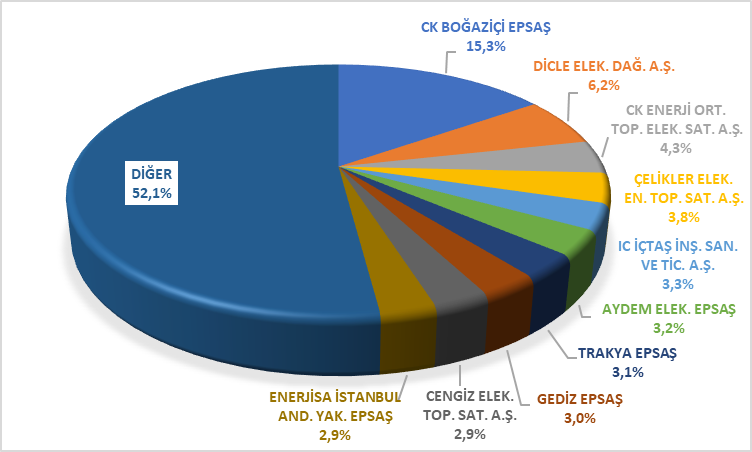 CK BOĞAZİÇİ EPSAŞ
15,3%
DİCLE ELEK. DAĞ. A.Ş.
6,2%
CK ENERJİ ORT.
TOP. ELEK. SAT. A.Ş.
4,3%
ÇELİKLER ELEK.
EN. TOP. SAT. A.Ş.
3,8%
IC İÇTAŞ İNŞ. SAN.
VE TİC. A.Ş.
3,3%
AYDEM ELEK. EPSAŞ
3,2%
TRAKYA EPSAŞ
3,1%
GEDİZ EPSAŞ
3,0%
CENGİZ ELEK.
TOP. SAT. A.Ş.
2,9%
ENERJİSA İSTANBUL
AND. YAK. EPSAŞ
2,9%
DİĞER
52,1%